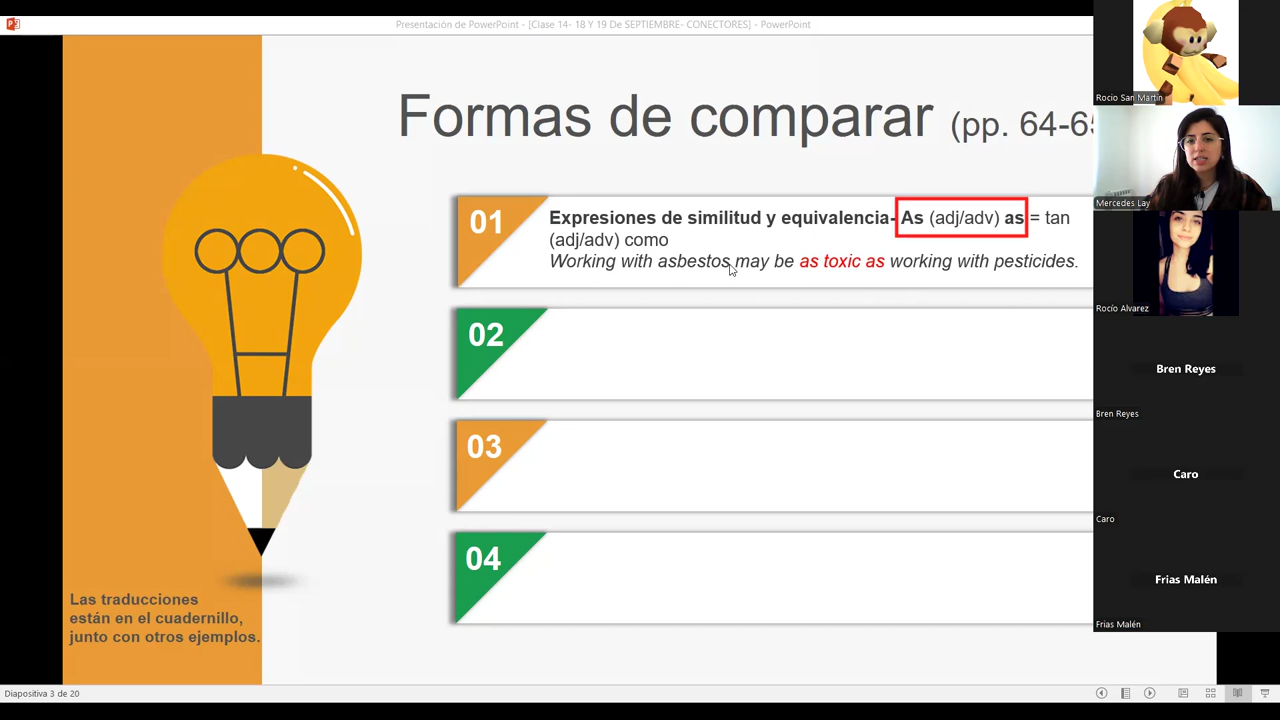 Presentación de PowerPoint - [Clase 14- 18 Y 19 De SEPTIEMBRE- CONECTORES] - PowerPoint
Formas de comparar (pp. 64-65
01
Expresiones de similitud y equivalencia- As (adj/adv) as = tan
(adj/adv) como
Working with asbestos may be as toxic as working with pesticides.
02
03
04
Las traducciones
están en el cuadernillo,
junto con otros ejemplos.
Diapositiva 3 de 20
Rocio San Martin
Mercedes Lay
Rocío Alvarez
Bren Reyes
Bren Reyes
Caro
Caro
Frias Malén
Frias Malén